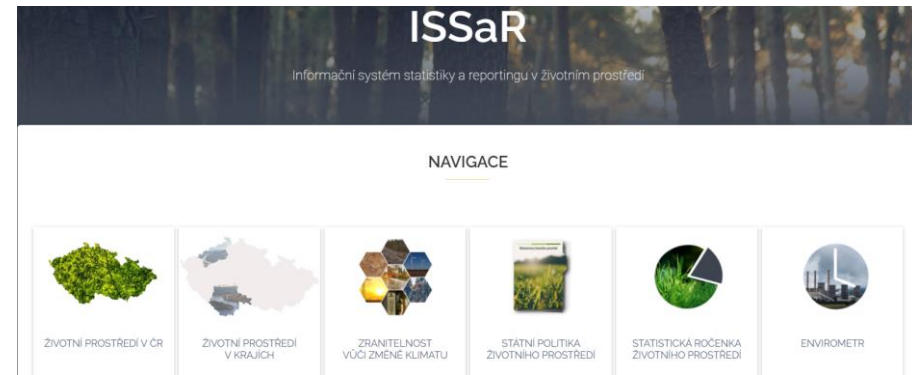 ISSaR
Informační systém statistiky a reportingu v životním prostředí
NAVIGACE
ŽIVOTNÍ PROSTŘEDÍ V ČR
ŽIVOTNÍ PROSTŘEDÍ
V KRAJÍCH
ZRANITELNOST
VŮČI ZMĚNĚ KLIMATU
STÁTNÍ POLITIKA
ŽIVOTNÍHO PROSTŘEDÍ
STATISTICKÁ ROČENKA
ŽIVOTNÍHO PROSTŘEDÍ
ENVIROMETR